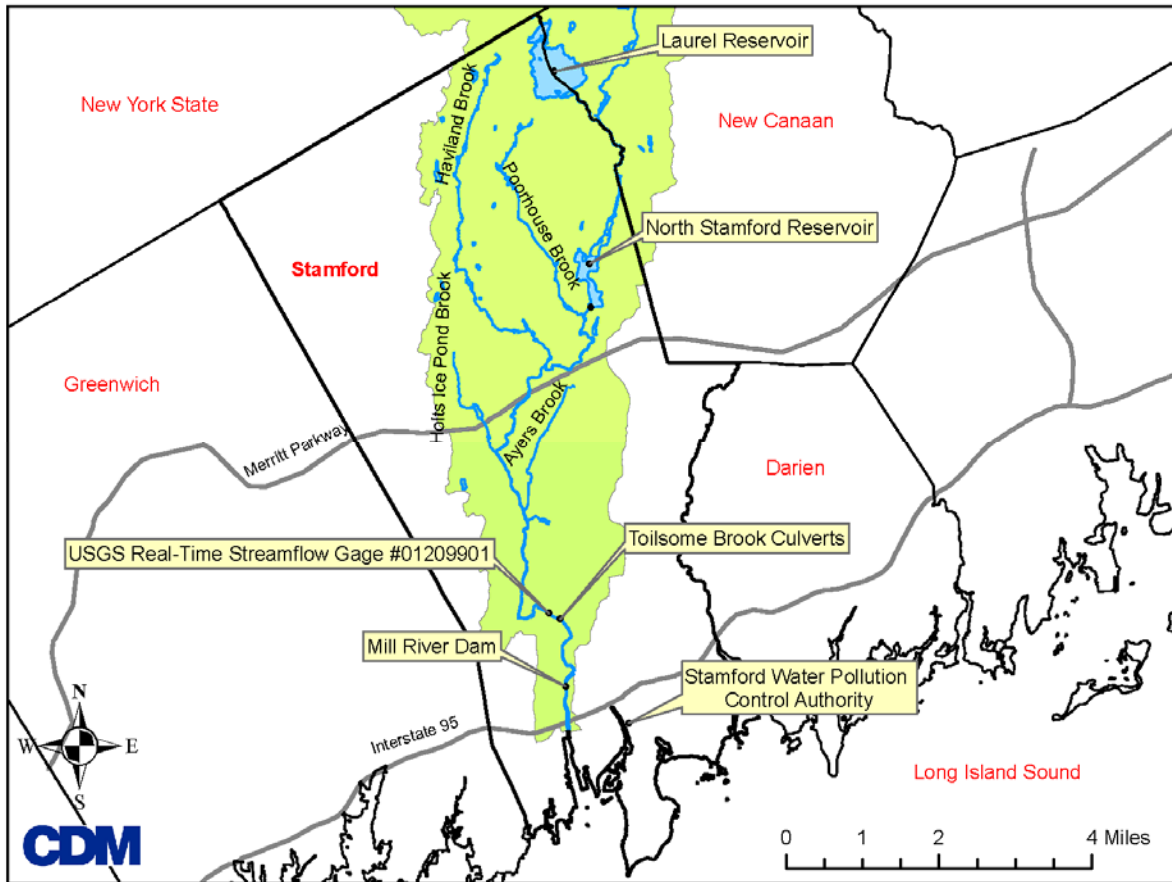 Laurel Reservoir
New York State
New Canaan
Haviland Brook
Poorhouse Brook
North Stamford Reservoir
Stamford
Holts Ice Pond Brook
Greenwich
Ayers Brook
Merritt Parkway
Darien
USGS Real-Time Streamflow Gage #01209901
Toilsome Brook Culverts
Mill River Dam
Stamford Water Pollution
Control Authority
N
W
E
S
Interstate 95
Long Island Sound
CDM
0 1 2 4 Miles